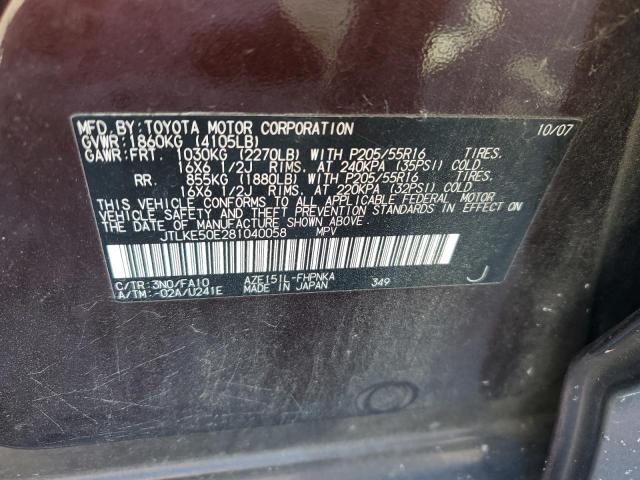 MFD. BY: TOYOTA MOTOR CORPORATION 10/07
GVWR: 1860KG (4105LB)
GAWR: FRT. 1030KG (2270LB) WITH P205/55R16 TIRES.
16X6 1/2J RIMS. AT 240KPA (35PSI) COLD
RR. 855KG (1880LB) WITH P205/55R16 TIRES.
16X6 1/2J RIMS. AT 220KPA (32PSI) COLD
THIS VEHICLE CONFORMS TO ALL APPLICABLE FEDERAL MOTOR
VEHICLE SAFETY AND THEFT PREVENTION STANDARDS IN EFFECT ON
THE DATE OF MANUFACTURE SHOWN ABOVE.
JTLKE50E281040058 MPV
C/TR: 3N0/FA10 AZE151L-FHPNKA
A/TM: -02A/U241E MADE IN JAPAN 349 J